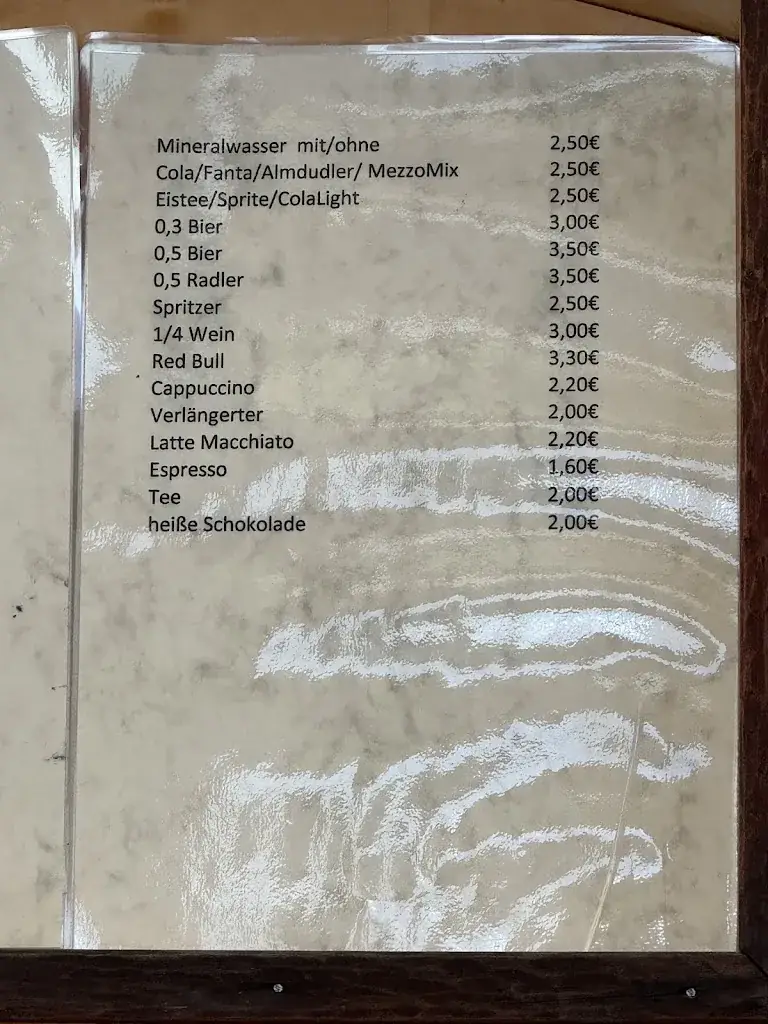 Mineralwasser mit/ohne 2,50€
Cola/Fanta/Almdudler/ MezzoMix 2,50€
Eistee/Sprite/ColaLight 2,50€
0,3 Bier 3,00€
0,5 Bier 3,50€
0,5 Radler 3,50€
Spritzer 2,50€
1/4 Wein 3,00€
Red Bull 3,30€
Cappuccino 2,20€
Verlängerter 2,00€
Latte Macchiato 2,20€
Espresso 1,60€
Tee 2,00€
heiße Schokolade 2,00€